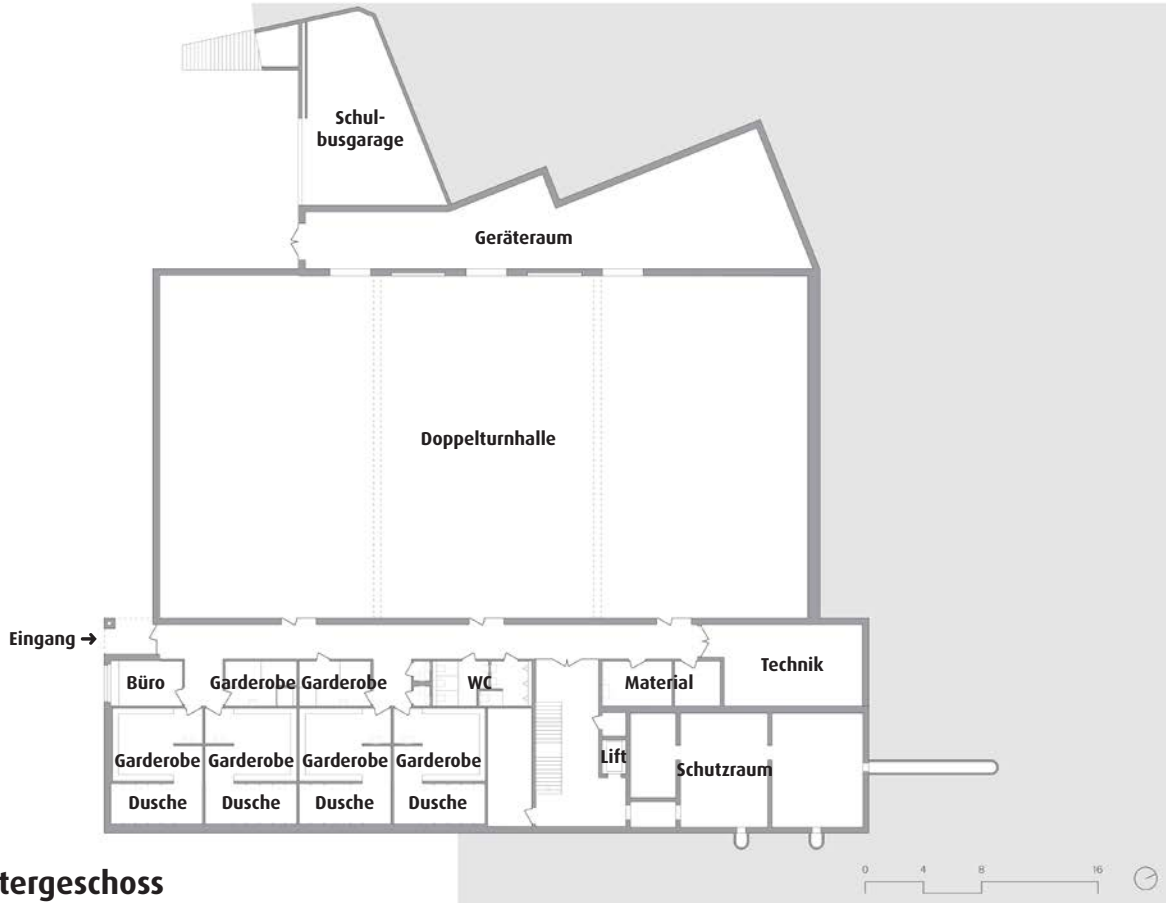 Schul-
busgarage
Geräteraum
Doppelturnhalle
Eingang →
Technik
Büro Garderobe Garderobe WC Material
Lift Schutzraum
Garderobe Garderobe Garderobe Garderobe
Dusche Dusche Dusche Dusche
0 4 8 16
tergeschoss